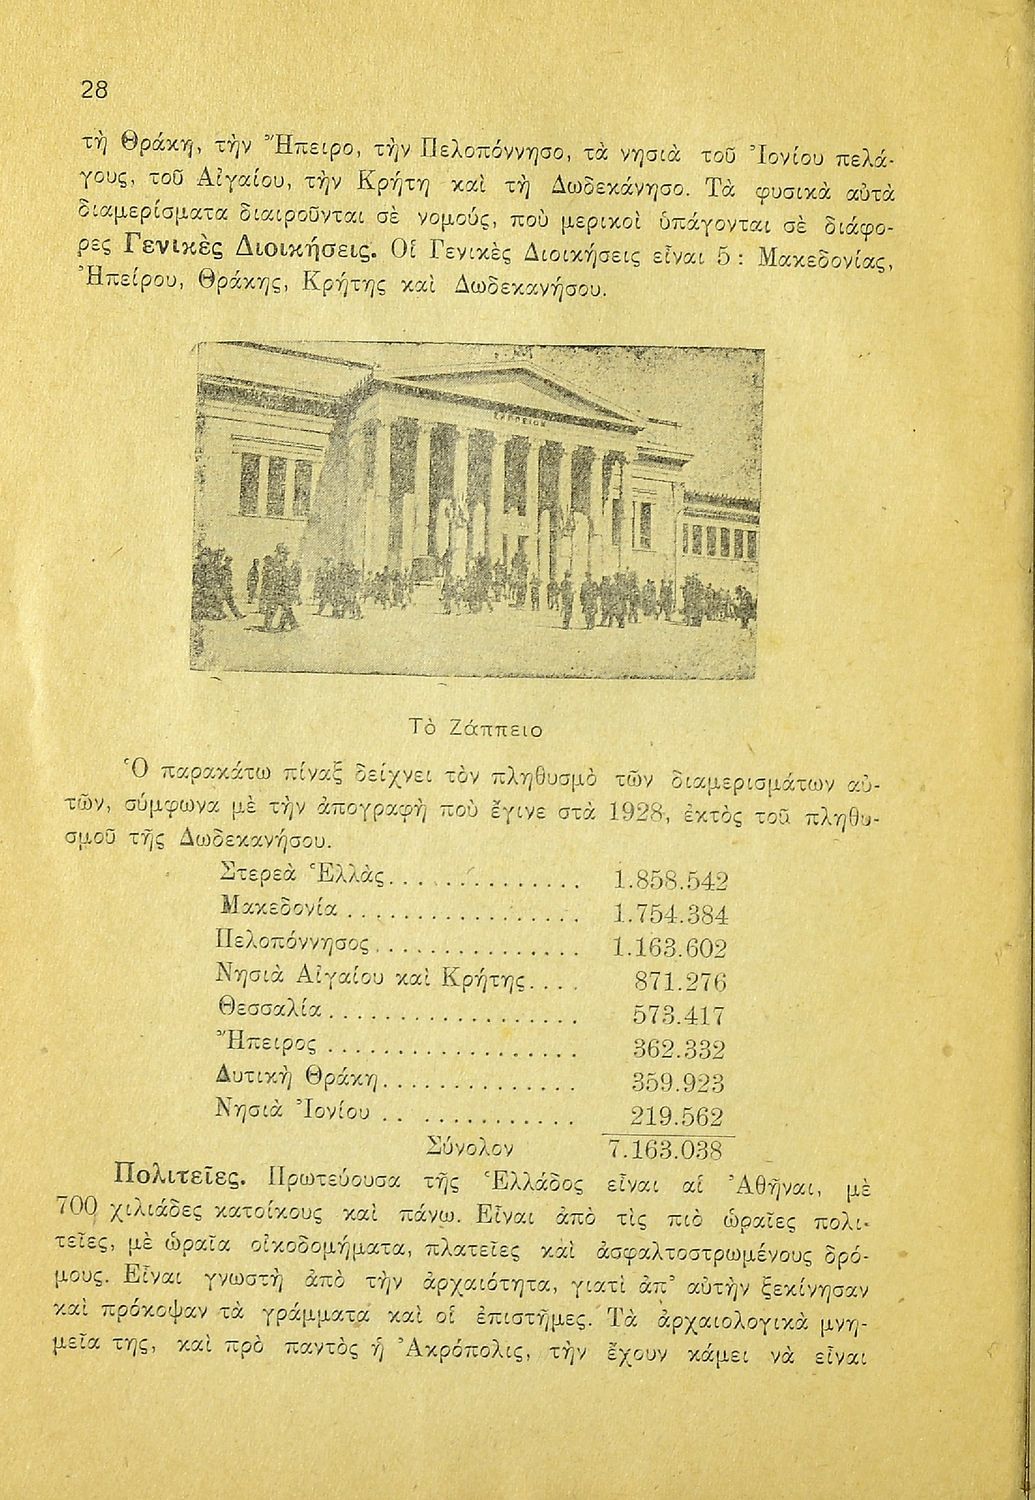 28
τὴ Θράκη, τὴν Ἤπειρο, τὴν Πελοπόννησο, τὰ νησιὰ τοῦ Ἰονίου πελά-
γους, τοῦ Αἰγαίου, τὴν Κρήτη καὶ τὴ Δωδεκάνησο. Τὰ φυσικὰ αὐτὰ
διαμερίσματα διαιροῦνται σὲ νομούς, ποὺ μερικοὶ ὑπάγονται σὲ διάφο-
ρες Γενικὲς Διοικήσεις. Οἱ Γενικὲς Διοικήσεις εἶναι 5 : Μακεδονίας,
Ἠπείρου, Θράκης, Κρήτης καὶ Δωδεκανήσου.
ΖΑΠΠΕΙΟΝ
Τὸ Ζάππειο
Ὁ παρακάτω πίναξ δείχνει τὸν πληθυσμὸ τῶν διαμερισμάτων αὐ-
τῶν, σύμφωνα μὲ τὴν ἀπογραφὴ ποὺ ἔγινε στὰ 1928, ἐκτὸς τοῦ πληθυ-
σμοῦ τῆς Δωδεκανήσου.
Στερεὰ Ἑλλὰς.............. 1.858.542
Μακεδονία................. 1.754.384
Πελοπόννησος............... 1.163.602
Νησιὰ Αἰγαίου καὶ Κρήτης.... 871.276
Θεσσαλία.................. 573.417
Ἤπειρος.................. 362.332
Δυτικὴ Θράκη.............. 359.923
Νησιὰ Ἰονίου............. 219.562
Σύνολον 7.163.038
Πολιτεῖες. Πρωτεύουσα τῆς Ἑλλάδος εἶναι αἱ Ἀθῆναι, μὲ
700 χιλιάδες κατοίκους καὶ πάνω. Εἶναι ἀπὸ τὶς πιὸ ὡραῖες πολι-
τεῖες, μὲ ὡραῖα οἰκοδομήματα, πλατεῖες καὶ ἀσφαλτοστρωμένους δρό-
μους. Εἶναι γνωστὴ ἀπὸ τὴν ἀρχαιότητα, γιατὶ ἀπ' αὐτὴν ξεκίνησαν
καὶ πρόκοψαν τὰ γράμματα καὶ οἱ ἐπιστῆμες. Τὰ ἀρχαιολογικὰ μνη-
μεῖα της, καὶ πρὸ παντὸς ἡ Ἀκρόπολις, τὴν ἔχουν κάμει νὰ εἶναι